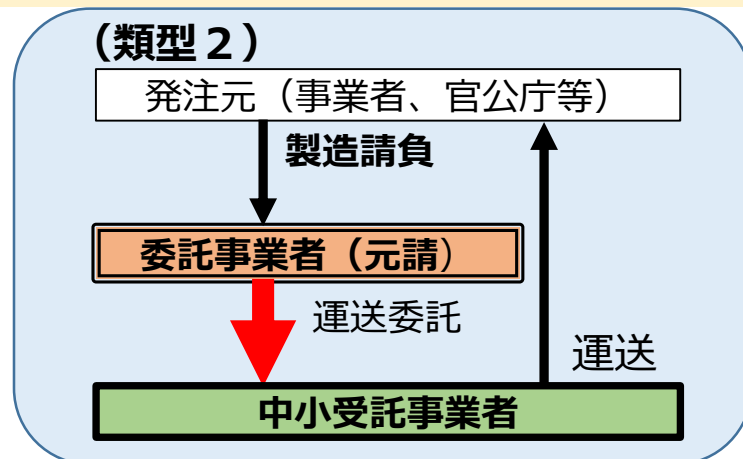 （類型２）
発注元（事業者、官公庁等）
製造請負
委託事業者（元請）
運送委託
運送
中小受託事業者